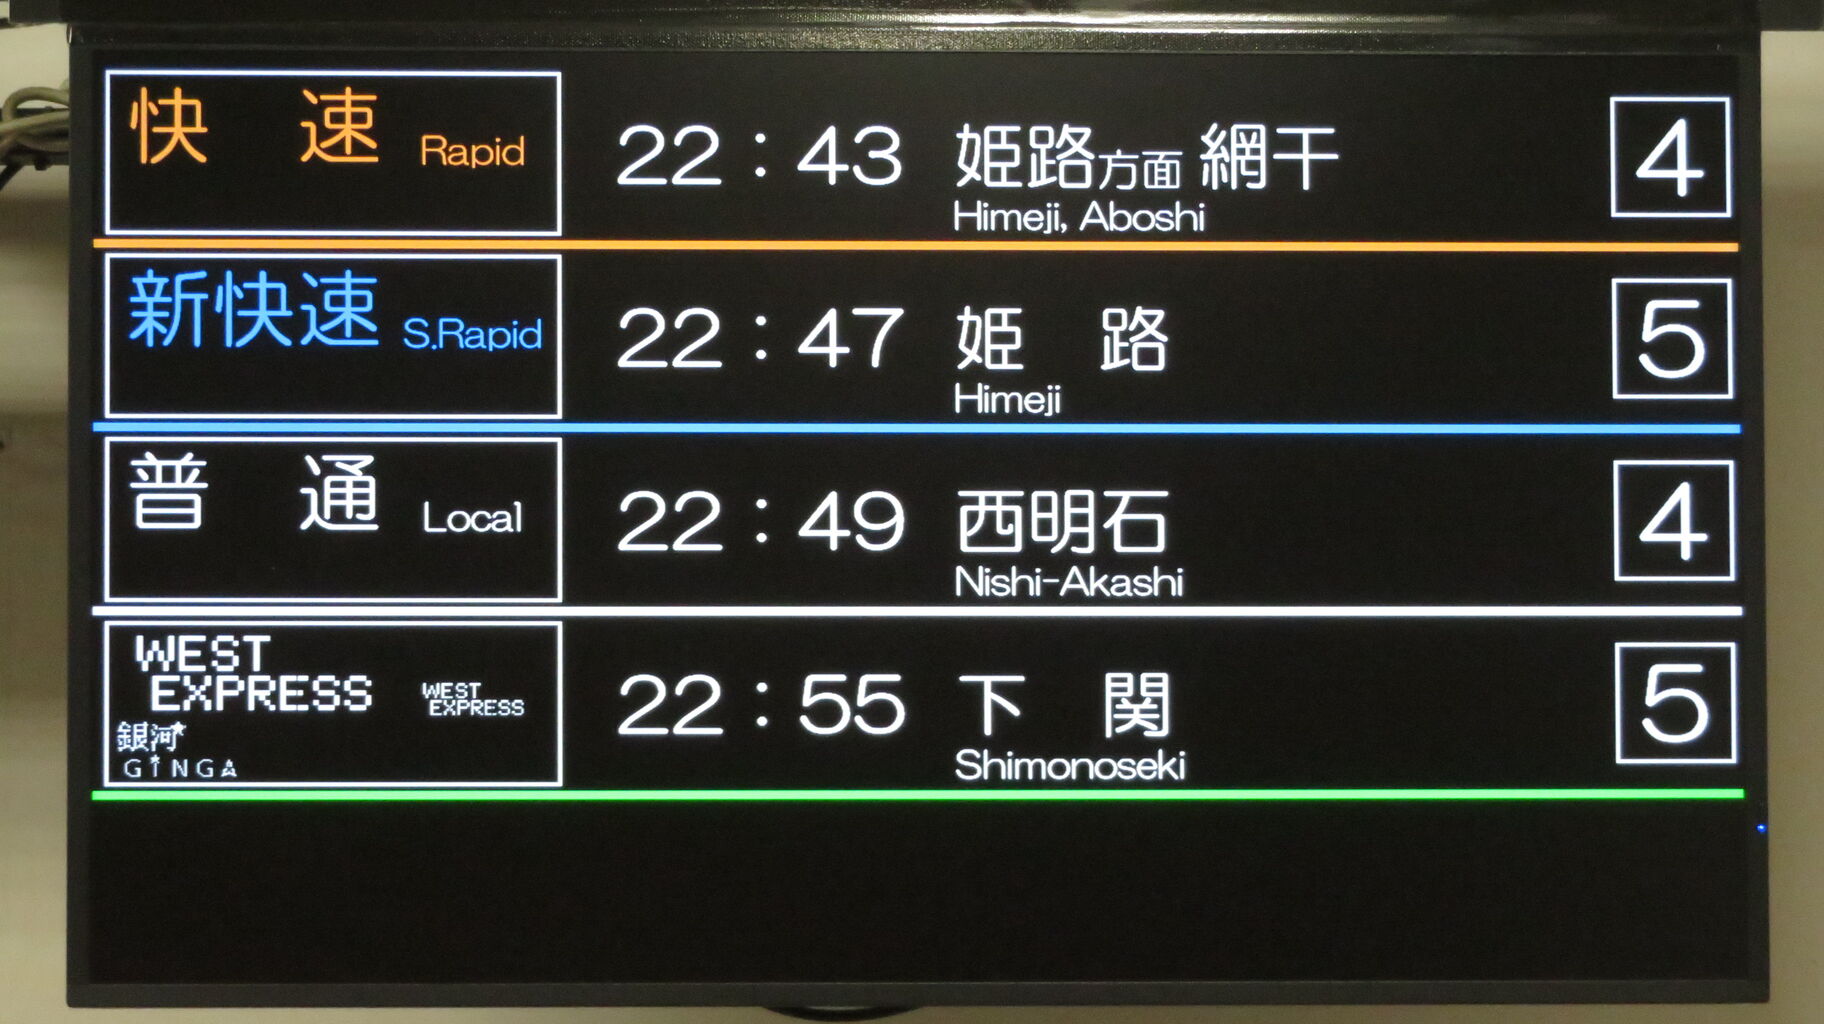 快　速 Rapid 22：43 姫路方面 網干 4
Himeji, Aboshi
新快速 S.Rapid 22：47 姫　路 5
Himeji
普　通 Local 22：49 西明石 4
Nishi-Akashi
WEST
EXPRESS
銀河
GINGA
WEST
EXPRESS
22：55 下　関 5
Shimonoseki